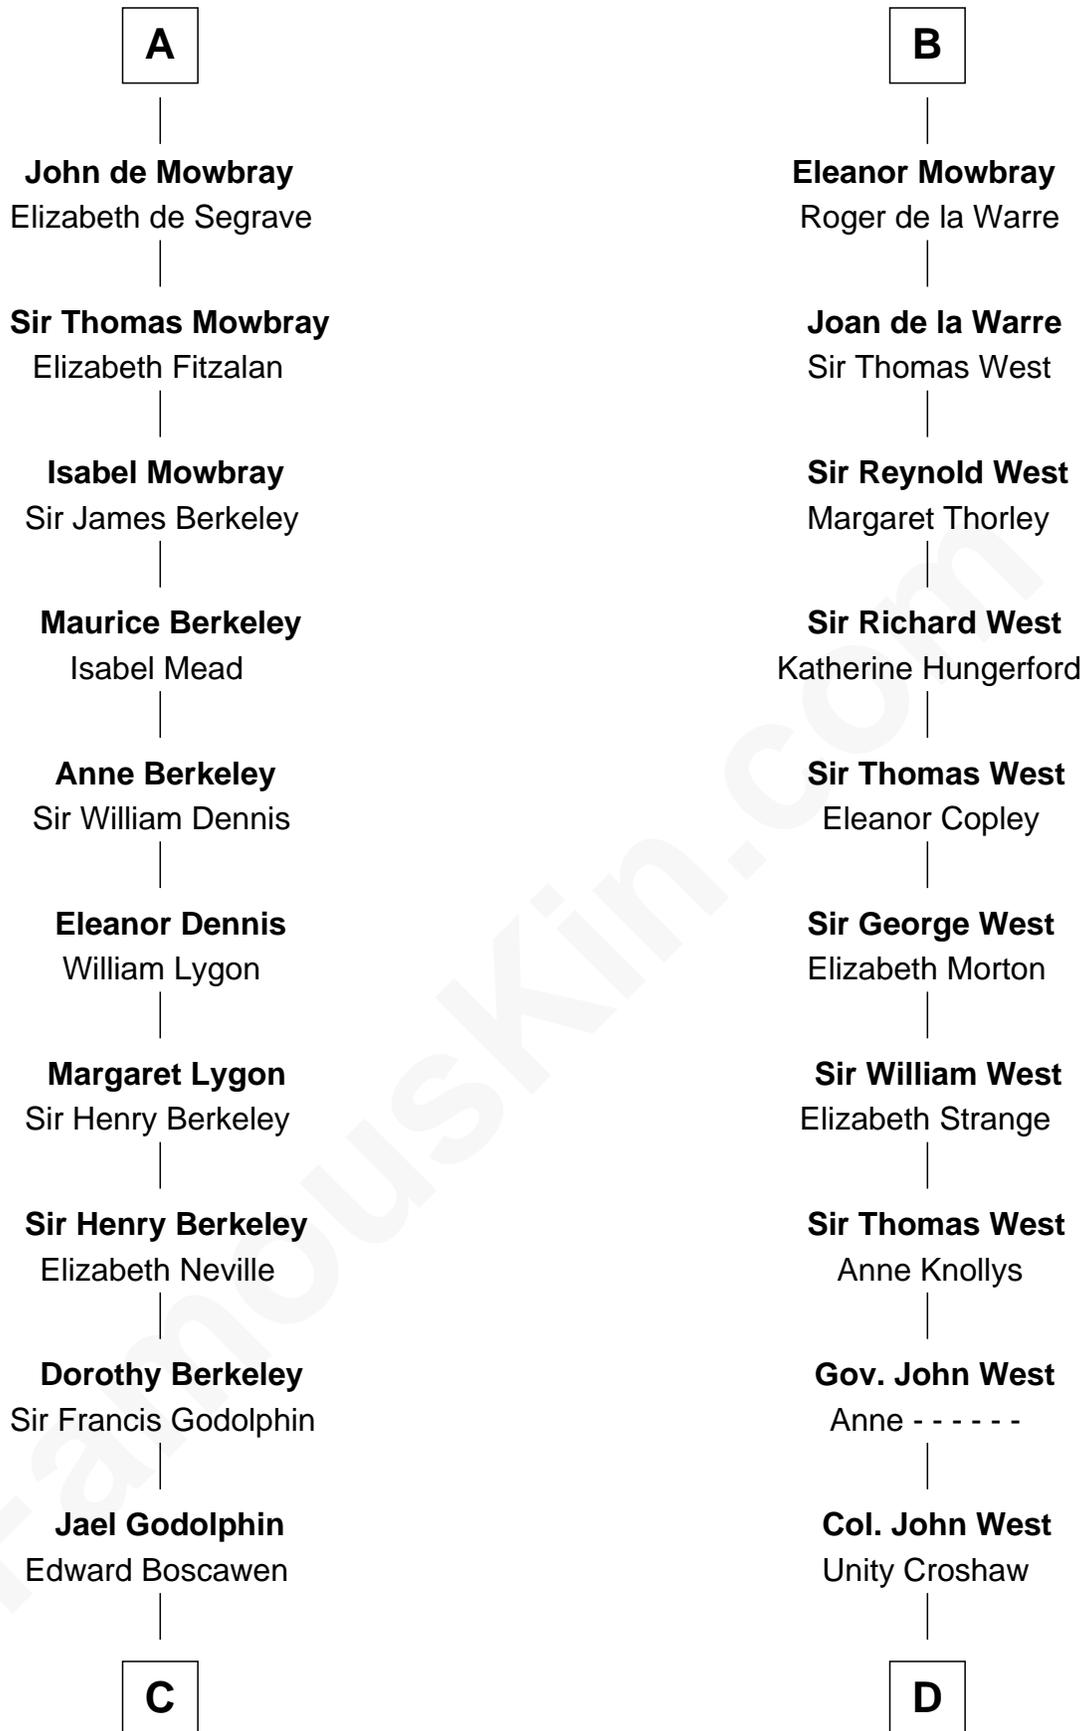 A
John de Mowbray
Elizabeth de Segrave
Sir Thomas Mowbray
Elizabeth Fitzalan
Isabel Mowbray
Sir James Berkeley
Maurice Berkeley
Isabel Mead
Anne Berkeley
Sir William Dennis
Eleanor Dennis
William Lygon
Margaret Lygon
Sir Henry Berkeley
Sir Henry Berkeley
Elizabeth Neville
Dorothy Berkeley
Sir Francis Godolphin
Jael Godolphin
Edward Boscawen
C
B
Eleanor Mowbray
Roger de la Warre
Joan de la Warre
Sir Thomas West
Sir Reynold West
Margaret Thorley
Sir Richard West
Katherine Hungerford
Sir Thomas West
Eleanor Copley
Sir George West
Elizabeth Morton
Sir William West
Elizabeth Strange
Sir Thomas West
Anne Knollys
Gov. John West
Anne - - - - - -
Col. John West
Unity Croshaw
D
FamousKin.com